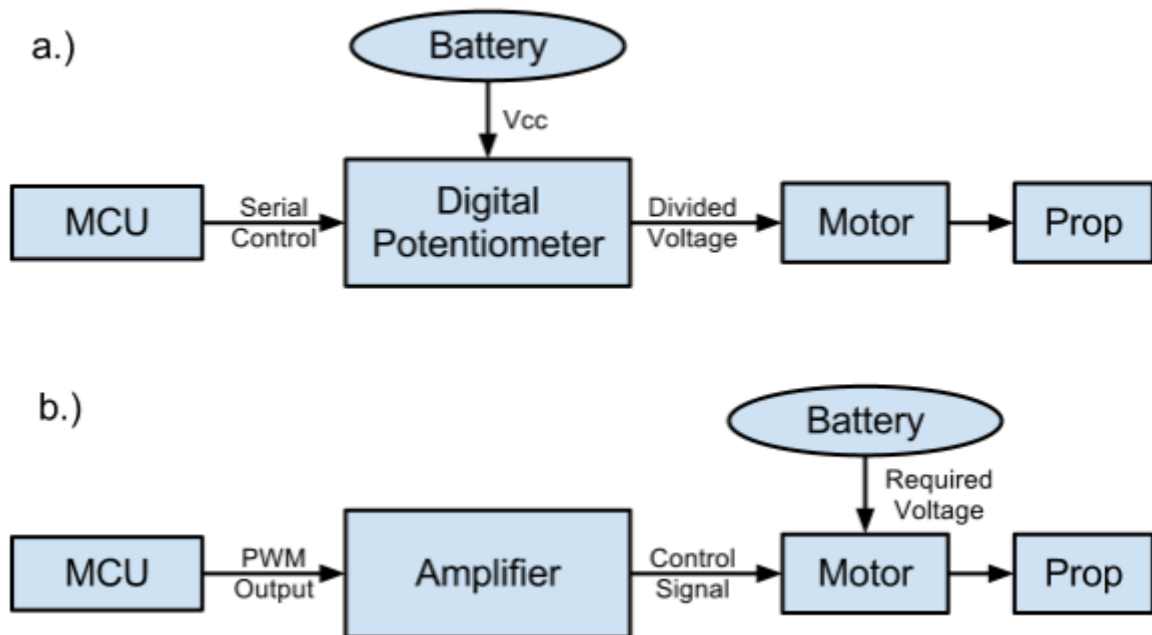 a.)
Battery
Vcc
MCU
Serial
Control
Digital
Potentiometer
Divided
Voltage
Motor
Prop
b.)
Battery
Required
Voltage
MCU
PWM
Output
Amplifier
Control
Signal
Motor
Prop